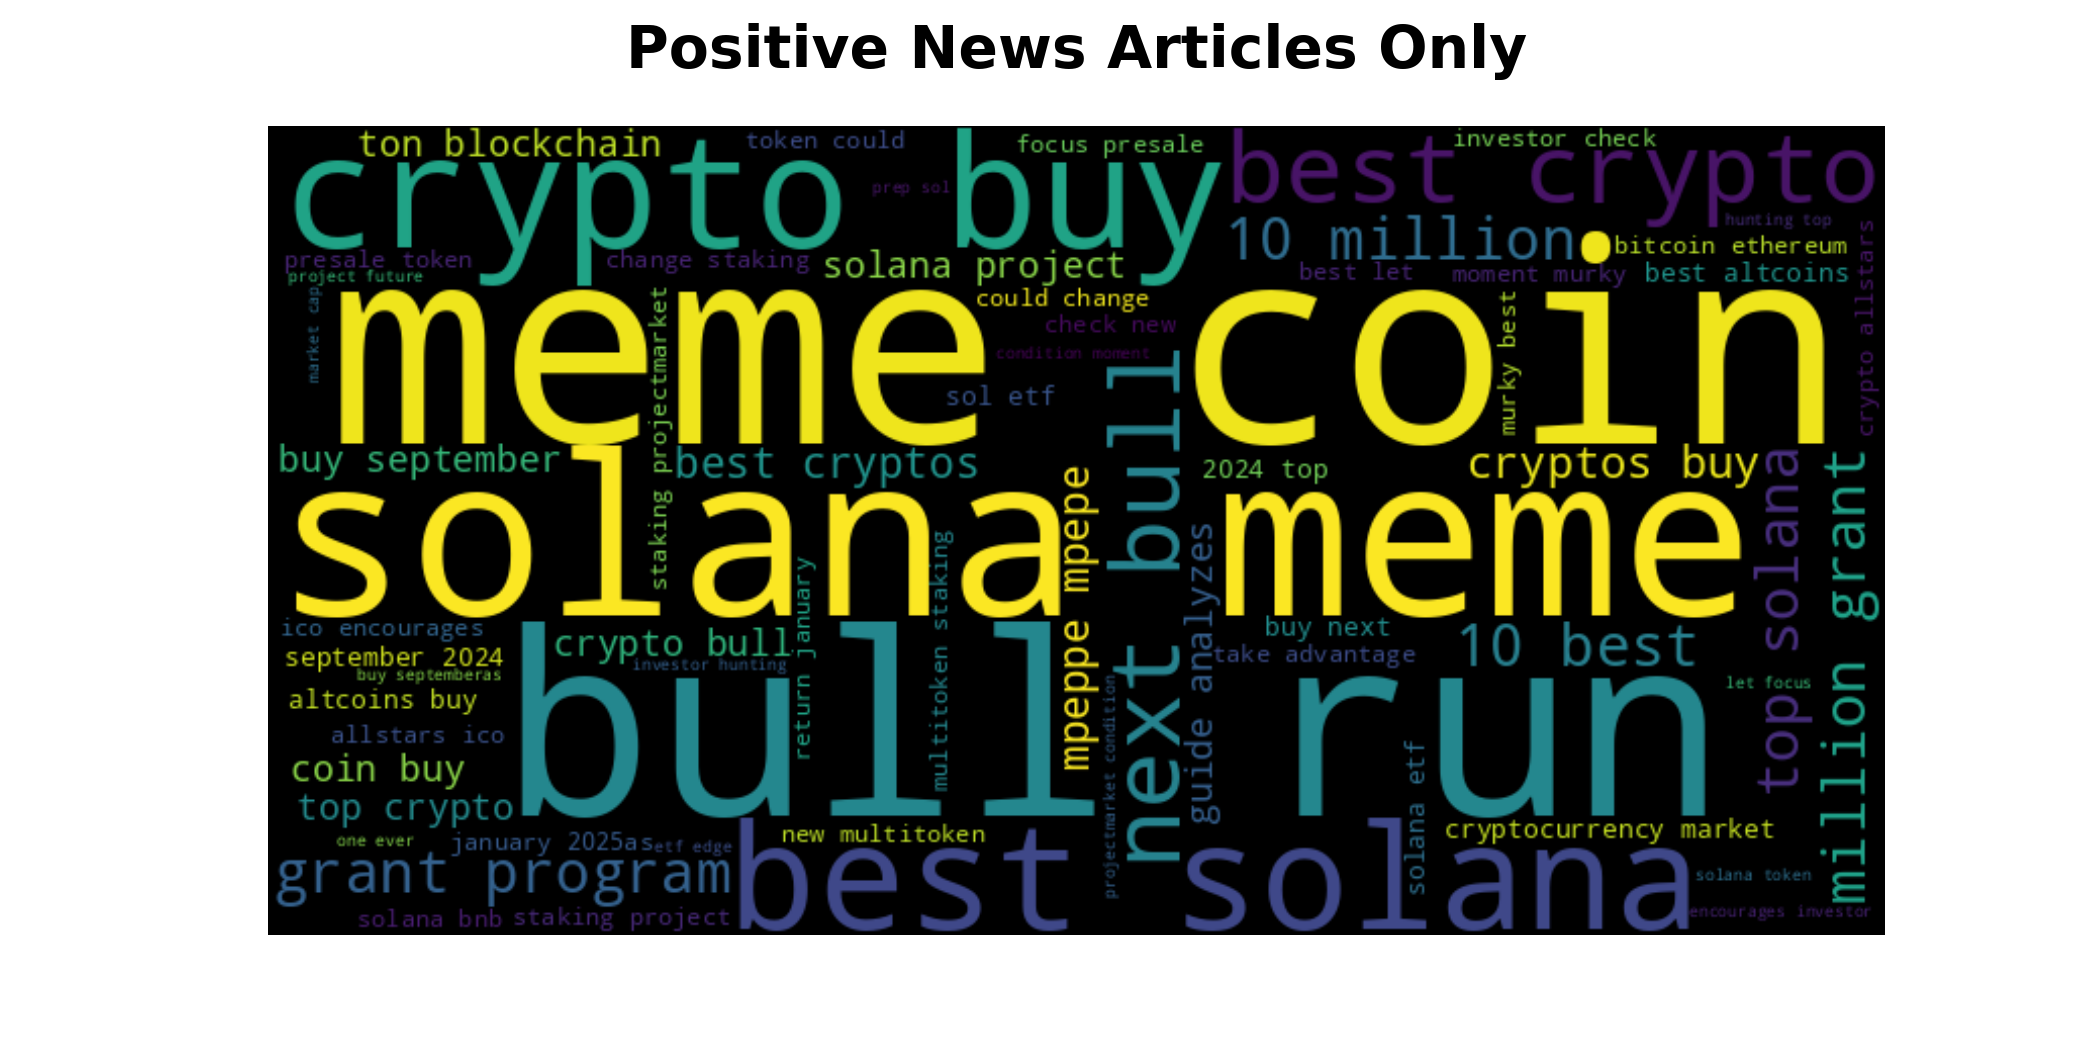 Positive News Articles Only
ton blockchain
token could
focus presale
investor check
crypto buy
best crypto
prep sol
hunting top
10 million
bitcoin ethereum
presale token
change staking
solana project
best let
moment murky
best altcoins
project future
could change
check new
condition moment
market cap
projectmarket
meme coin
murky best
crypto allstars
sol etf
buy september
best cryptos
2024 top
cryptos buy
staking
solana meme
mpeppe mpepe
next bull
guide analyzes
top solana
million grant
ico encourages
crypto bull
return january
multitoken staking
buy next
10 best
september 2024
investor hunting
take advantage
buy septemberas
altcoins buy
let focus
bull run
allstars ico
coin buy
projectmarket condition
solana etf
top crypto
one ever
january 2025as
etf edge
new multitoken
cryptocurrency market
grant program
best solana
solana token
solana bnb
staking project
encourages investor